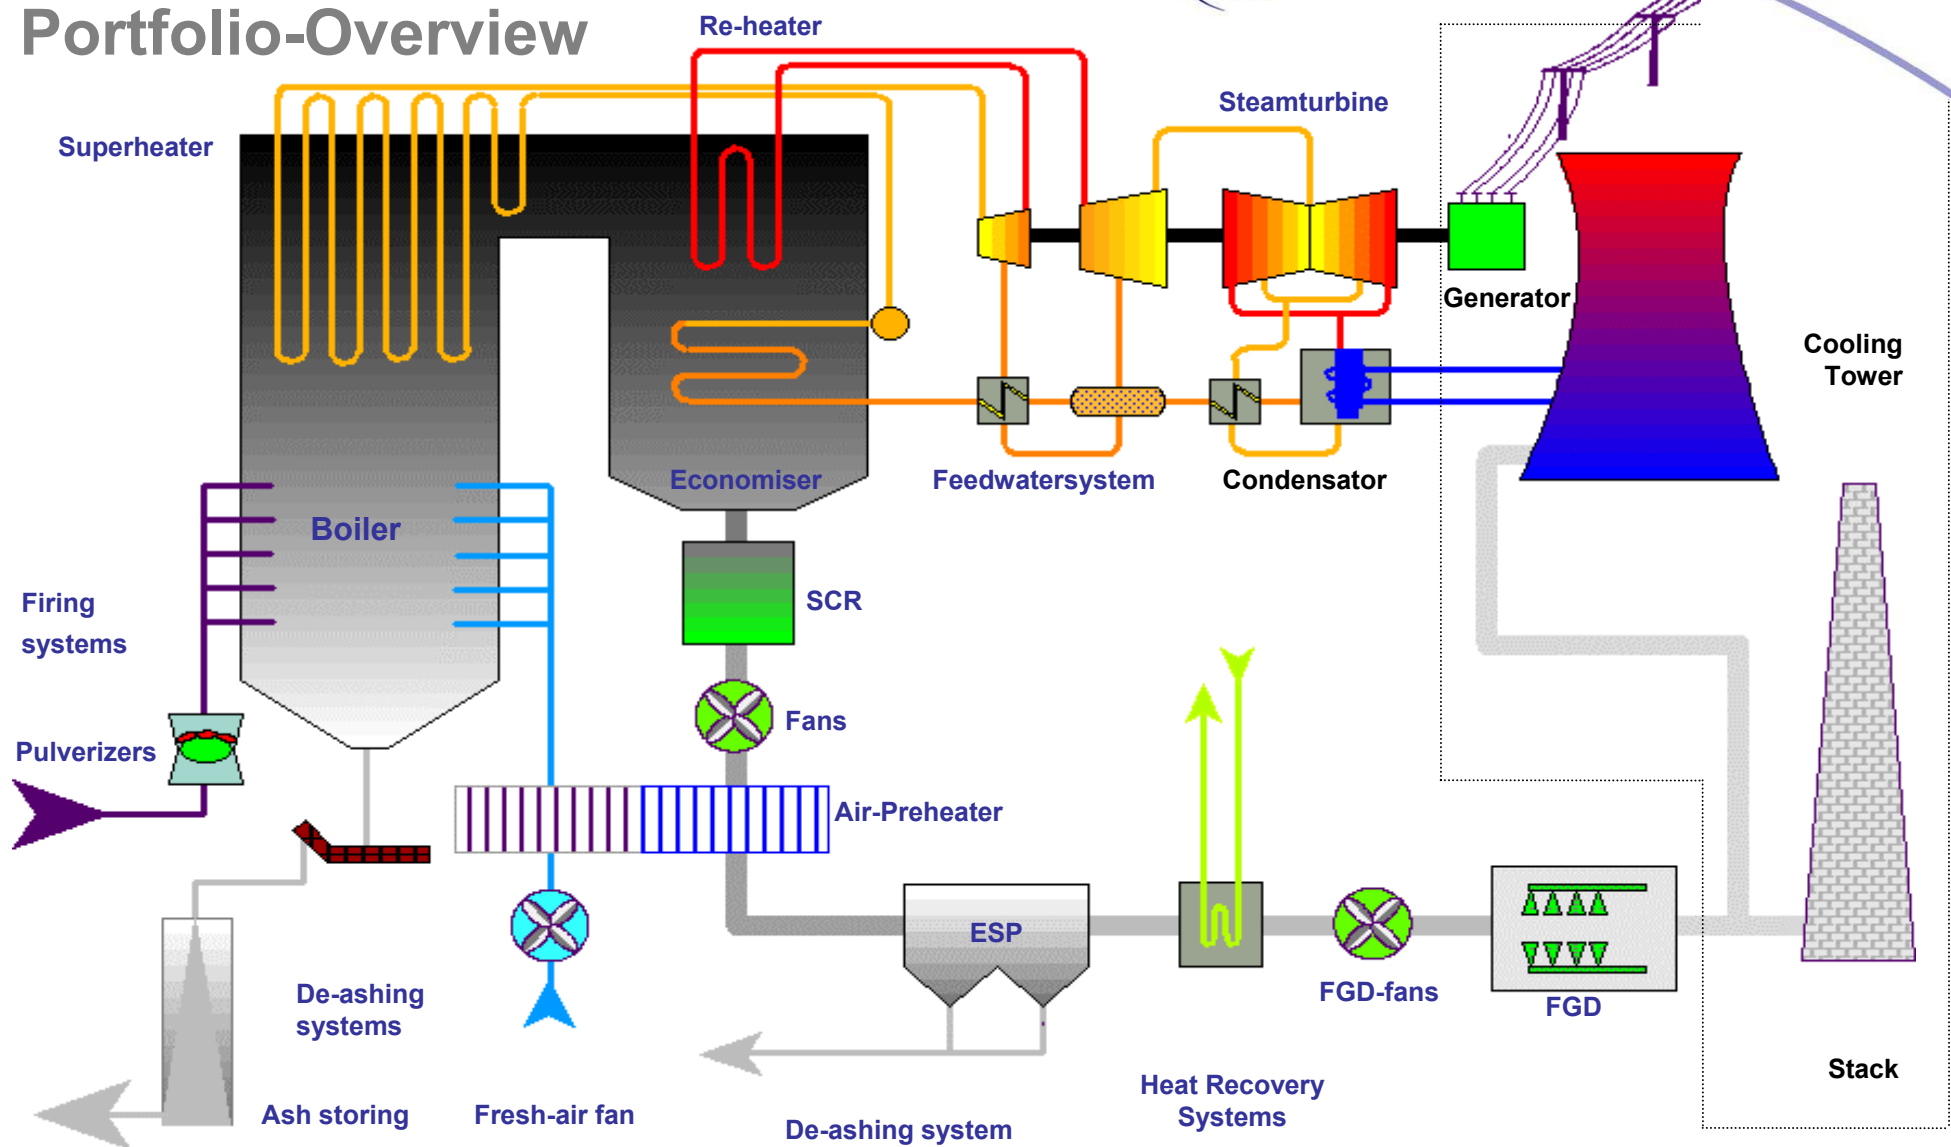 Portfolio-Overview
Re-heater
Steamturbine
Superheater
Generator
Cooling
Tower
Economiser
Feedwatersystem
Condensator
Boiler
Firing
systems
SCR
Fans
Pulverizers
Air-Preheater
ESP
De-ashing
systems
FGD-fans
FGD
Stack
Heat Recovery
Systems
Ash storing
Fresh-air fan
De-ashing system